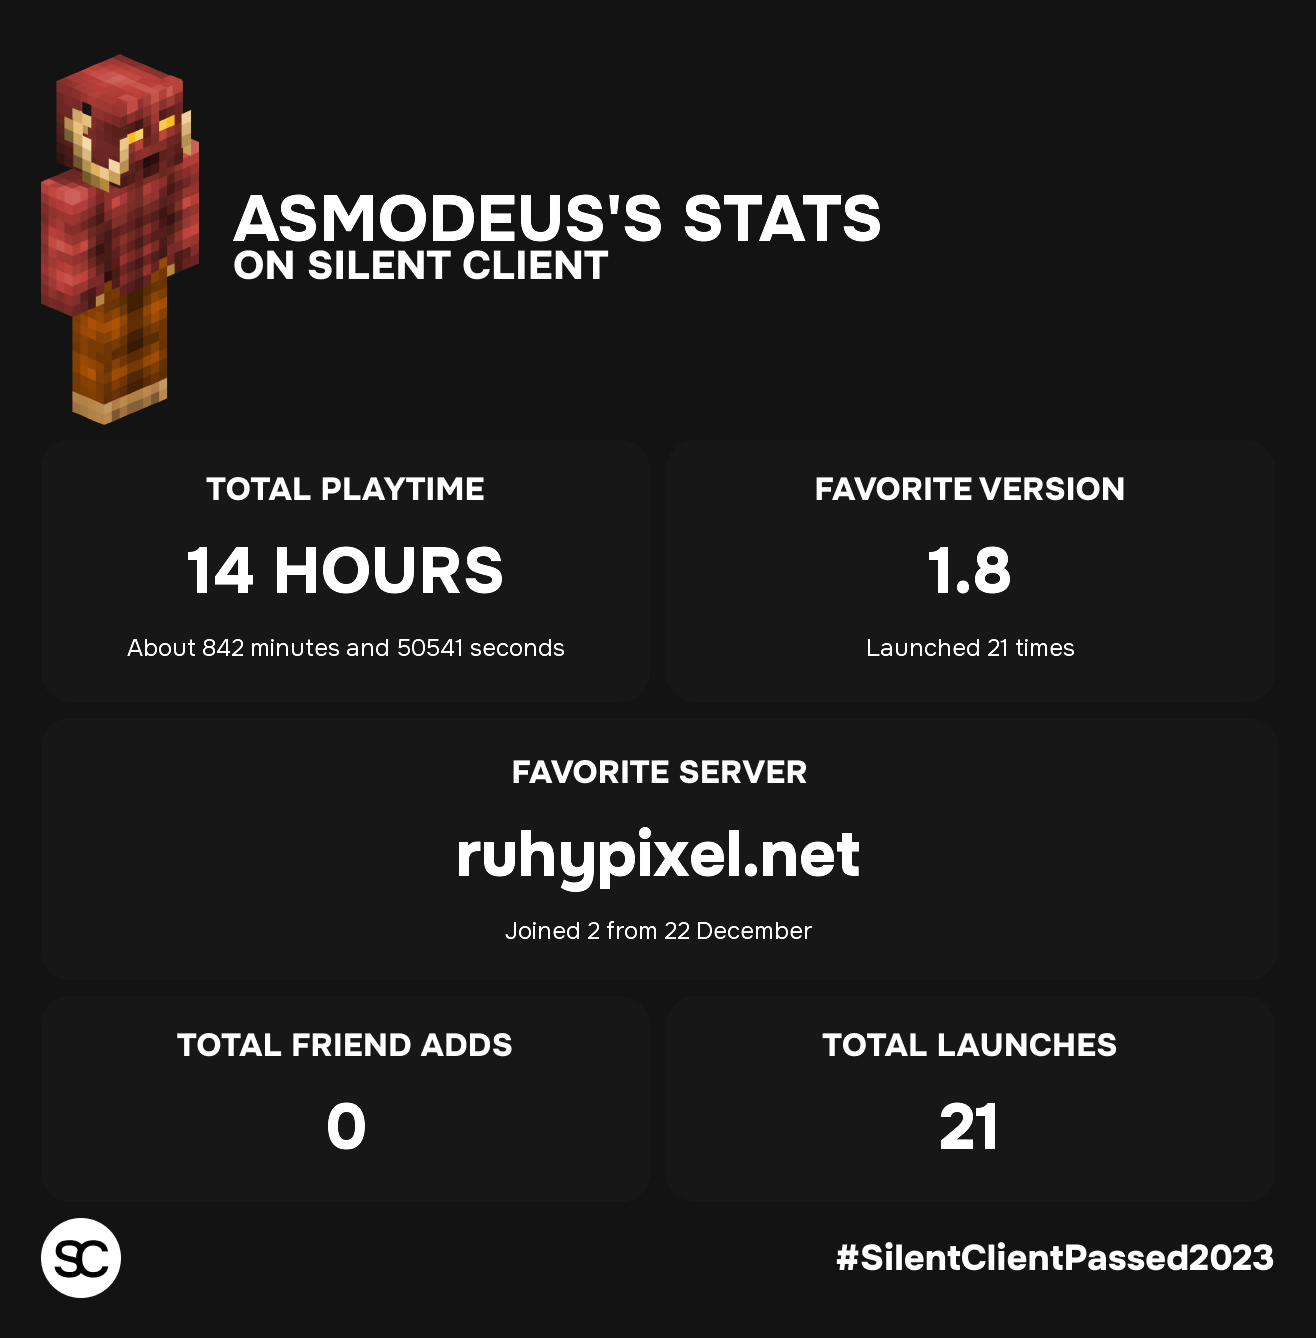 ASMODEUS'S STATS
ON SILENT CLIENT
TOTAL PLAYTIME
14 HOURS
About 842 minutes and 50541 seconds
FAVORITE VERSION
1.8
Launched 21 times
FAVORITE SERVER
ruhypixel.net
Joined 2 from 22 December
TOTAL FRIEND ADDS
0
TOTAL LAUNCHES
21
SC
#SilentClientPassed2023